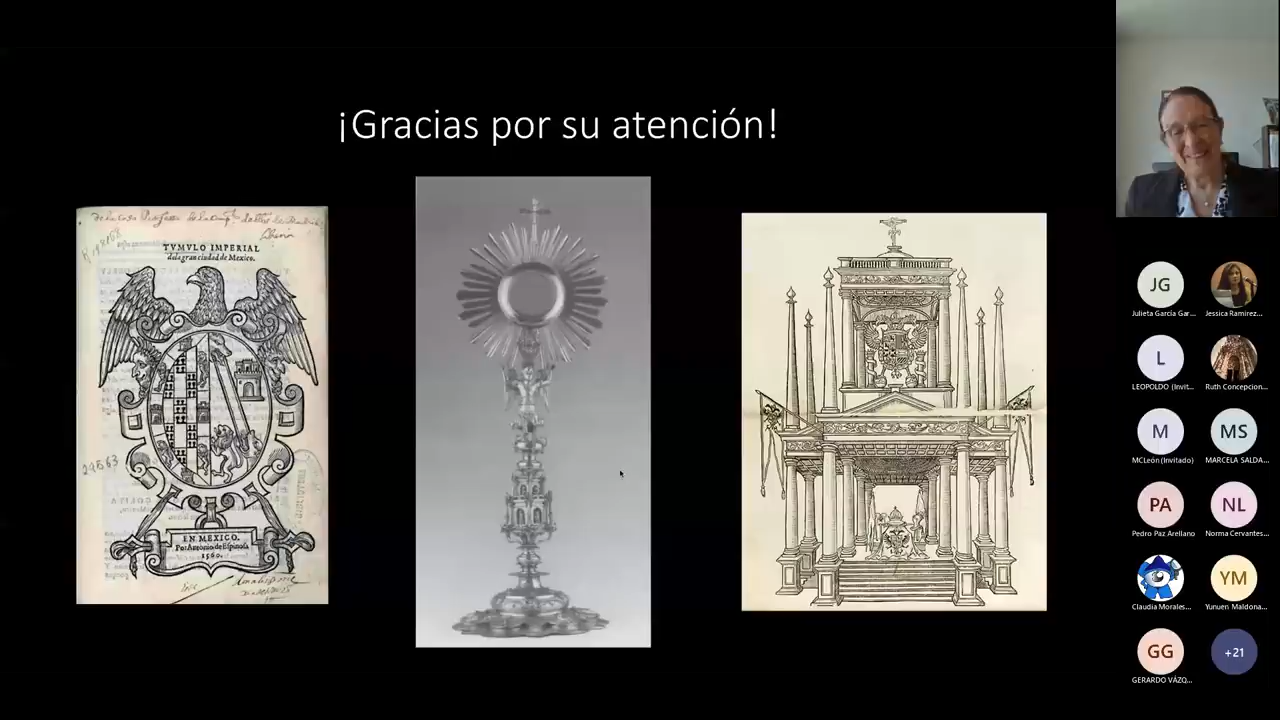 ¡Gracias por su atención!
TVMVLO IMPERIAL
dela gran ciudad de Mexico.
EN MEXICO.
Por Antonio de Espinosa
1560.
JG
Julieta García Gar...
Jessica Ramírez...
L
LEOPOLDO (Invit...
Ruth Concepcion...
M
MCLeón (Invitado)
MS
MARCELA SALDA...
PA
Pedro Paz Arellano
NL
Norma Cervantes...
Claudia Morales...
YM
Yunuen Maldona...
GG
GERARDO VÁZQ...
+21